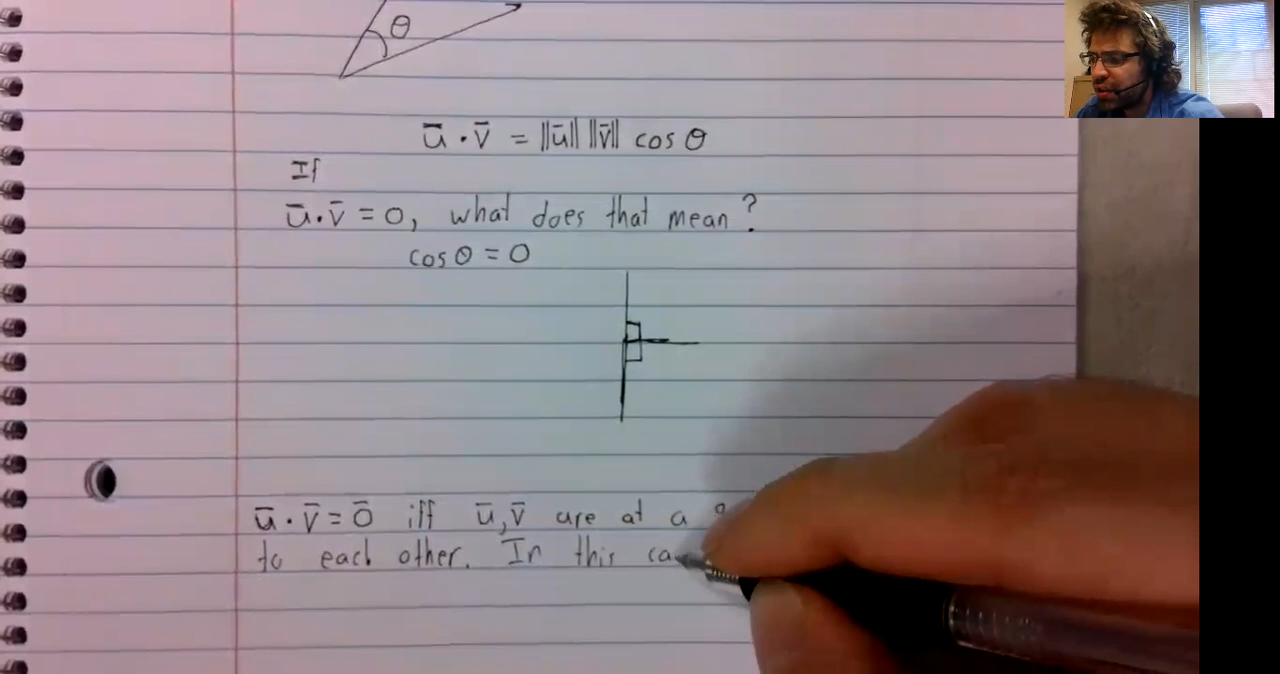 θ
ū · v̄ = ‖ū‖ ‖v̄‖ cos θ
If
ū · v̄ = 0, what does that mean?
cos θ = 0
ū · v̄ = 0̄ iff ū, v̄ are at a
to each other. In this ca